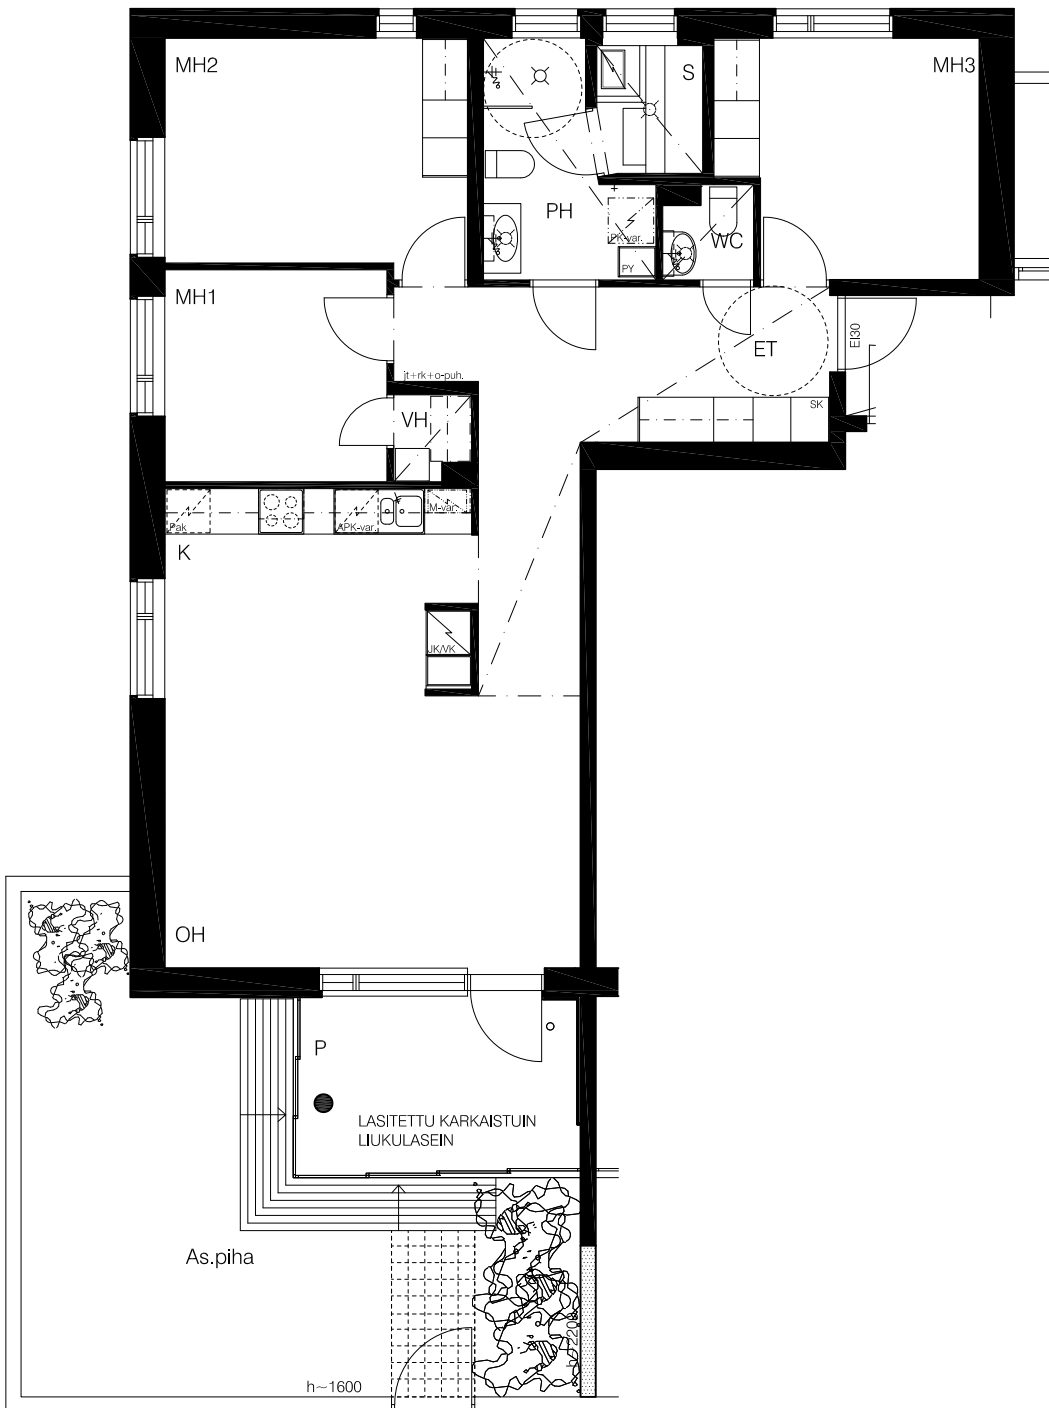 MH2
S
MH3
PH
WC
PK-var.
PY
MH1
ET
EI30
jt+rk+o-puh.
SK
VH
Pak
APK-var.
M-var.
K
JK/VK
OH
P
LASITETTU KARKAISTUIN
LIUKULASEIN
As.piha
h~1600